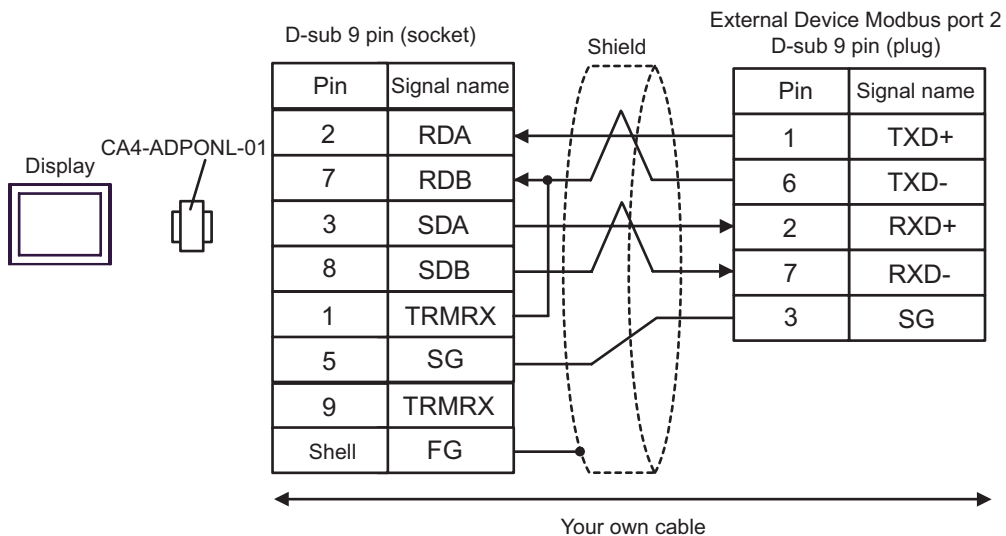 External Device Modbus port 2
D-sub 9 pin (plug)
D-sub 9 pin (socket)
Shield
Pin Signal name
2 RDA
7 RDB
3 SDA
8 SDB
1 TRMRX
5 SG
9 TRMRX
Shell FG
Pin Signal name
1 TXD+
6 TXD-
2 RXD+
7 RXD-
3 SG
CA4-ADPONL-01
Display
Your own cable